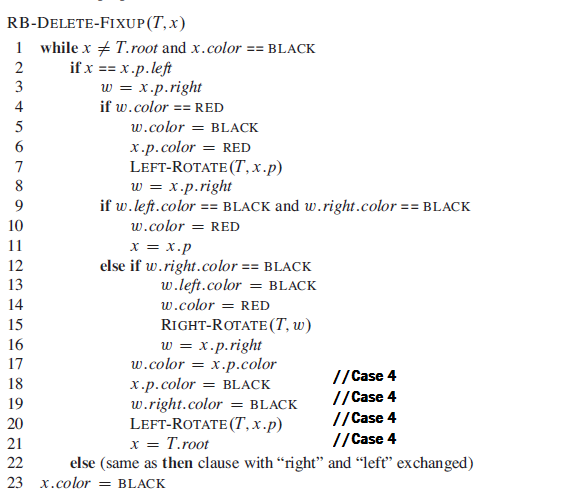 RB-DELETE-FIXUP(T, x)
1 while x ≠ T.root and x.color == BLACK
2 if x == x.p.left
3 w = x.p.right
4 if w.color == RED
5 w.color = BLACK
6 x.p.color = RED
7 LEFT-ROTATE(T, x.p)
8 w = x.p.right
9 if w.left.color == BLACK and w.right.color == BLACK
10 w.color = RED
11 x = x.p
12 else if w.right.color == BLACK
13 w.left.color = BLACK
14 w.color = RED
15 RIGHT-ROTATE(T, w)
16 w = x.p.right
17 w.color = x.p.color
18 x.p.color = BLACK //Case 4
19 w.right.color = BLACK //Case 4
20 LEFT-ROTATE(T, x.p) //Case 4
21 x = T.root //Case 4
22 else (same as then clause with “right” and “left” exchanged)
23 x.color = BLACK